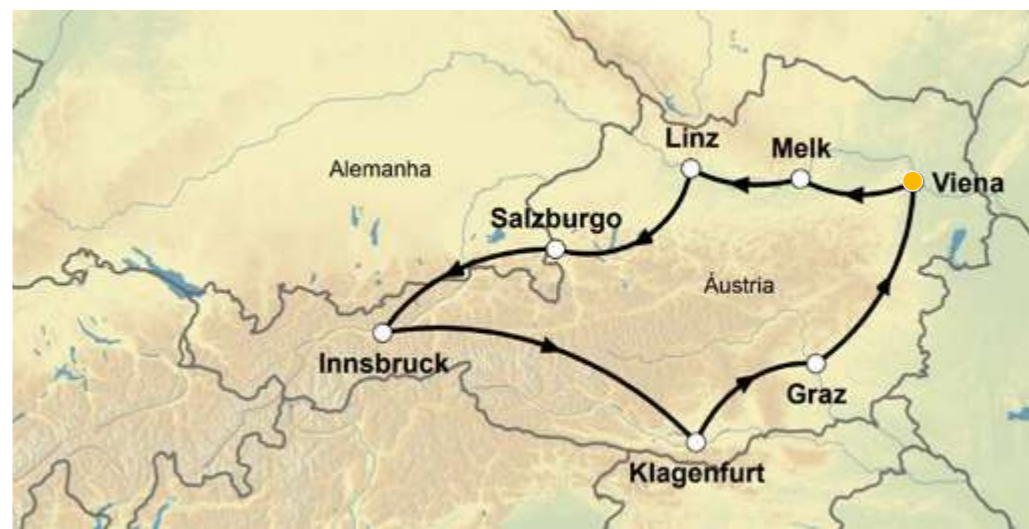 Linz
Melk
Alemanha
Viena
Salzburgo
Áustria
Innsbruck
Graz
Klagenfurt